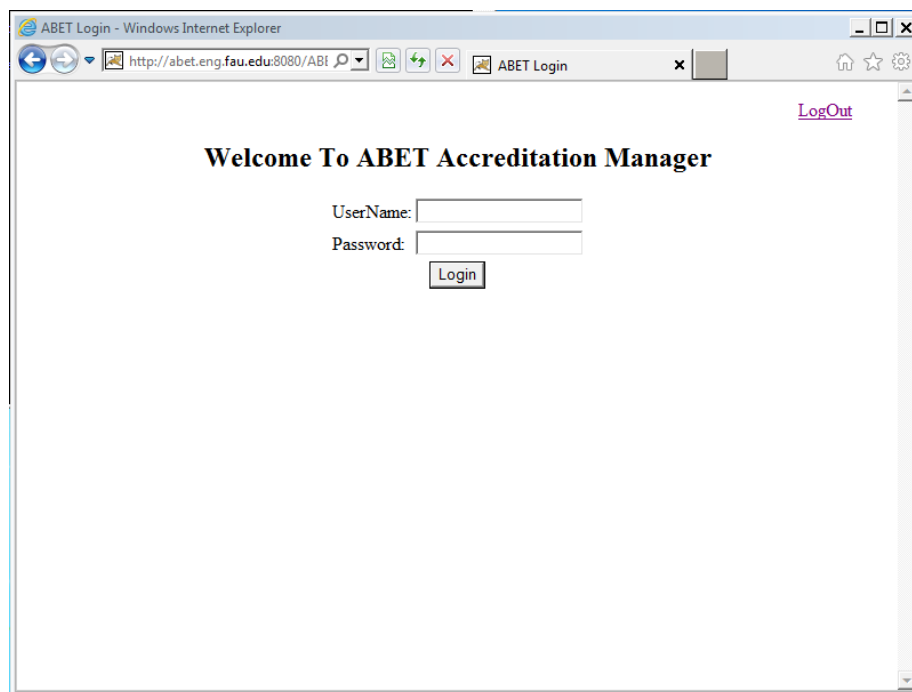 ABET Login - Windows Internet Explorer
http://abet.eng.fau.edu:8080/ABE
ABET Login
LogOut
Welcome To ABET Accreditation Manager
UserName:
Password:
Login